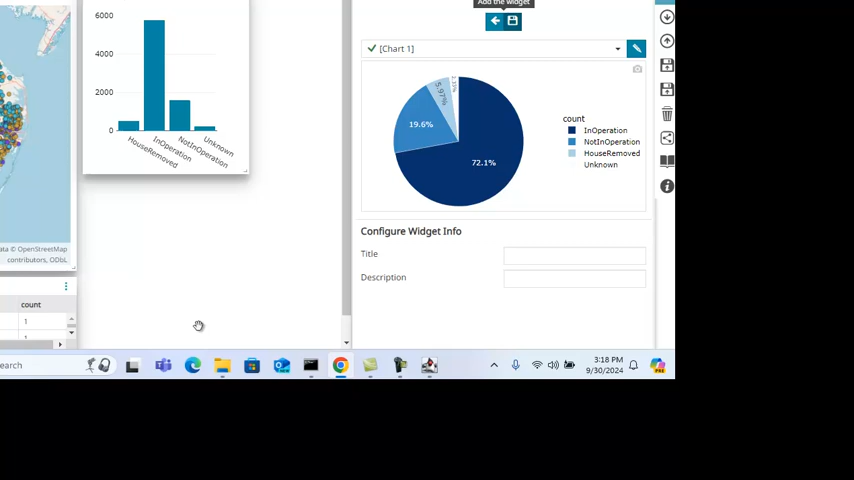 Add the widget
6000
4000
2000
0
HouseRemoved
InOperation
NotInOperation
Unknown
[Chart 1]
5.97%
19.6%
72.1%
count
InOperation
NotInOperation
HouseRemoved
Unknown
Configure Widget Info
Title
Description
ata © OpenStreetMap
contributors, ODbL
count
1
1
earch
3:18 PM
9/30/2024
PRE